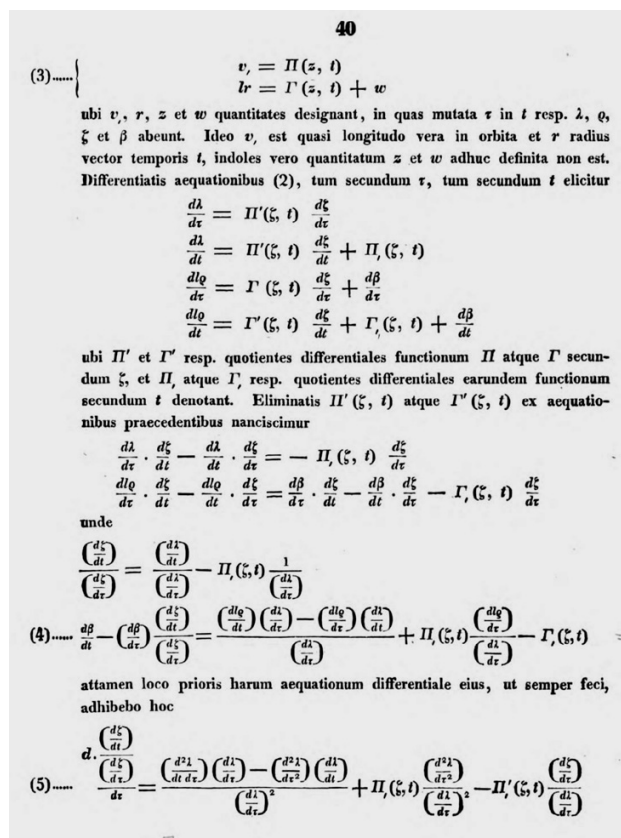 40
(3)......{ v, = Π(z, t)
lr = Γ(z, t) + w
ubi v,, r, z et w quantitates designant, in quas mutata τ in t resp. λ, ϱ,
ζ et β abeunt. Ideo v, est quasi longitudo vera in orbita et r radius
vector temporis t, indoles vero quantitatum z et w adhuc definita non est.
Differentiatis aequationibus (2), tum secundum τ, tum secundum t elicitur
dλ/dτ = Π'(ζ, t) dζ/dτ
dλ/dt = Π'(ζ, t) dζ/dt + Π,(ζ, t)
dlϱ/dτ = Γ (ζ, t) dζ/dτ + dβ/dτ
dlϱ/dt = Γ'(ζ, t) dζ/dt + Γ,(ζ, t) + dβ/dt
ubi Π' et Γ' resp. quotientes differentiales functionum Π atque Γ secun-
dum ζ, et Π, atque Γ, resp. quotientes differentiales earundem functionum
secundum t denotant. Eliminatis Π'(ζ, t) atque Γ'(ζ, t) ex aequatio-
nibus praecedentibus nanciscimur
dλ/dτ · dζ/dt — dλ/dt · dζ/dτ = — Π,(ζ, t) dζ/dτ
dlϱ/dτ · dζ/dt — dlϱ/dt · dζ/dτ = dβ/dτ · dζ/dt — dβ/dt · dζ/dτ — Γ,(ζ, t) dζ/dτ
unde
(dζ/dt)/(dζ/dτ) = (dλ/dt)/(dλ/dτ) — Π,(ζ,t) 1/(dλ/dτ)
(4)...... dβ/dt — (dβ/dτ) (dζ/dt)/(dζ/dτ) = ((dlϱ/dt)(dλ/dτ) — (dlϱ/dτ)(dλ/dt))/(dλ/dτ) + Π,(ζ,t) (dlϱ/dτ)/(dλ/dτ) — Γ,(ζ,t)
attamen loco prioris harum aequationum differentiale eius, ut semper feci,
adhibebo hoc
(5)...... d.((dζ/dt)/(dζ/dτ))/dτ = ((d²λ/dt dτ)(dλ/dτ) — (d²λ/dτ²)(dλ/dt))/(dλ/dτ)² + Π,(ζ,t) (d²λ/dτ²)/(dλ/dτ)² — Π,'(ζ,t) (dζ/dτ)/(dλ/dτ)